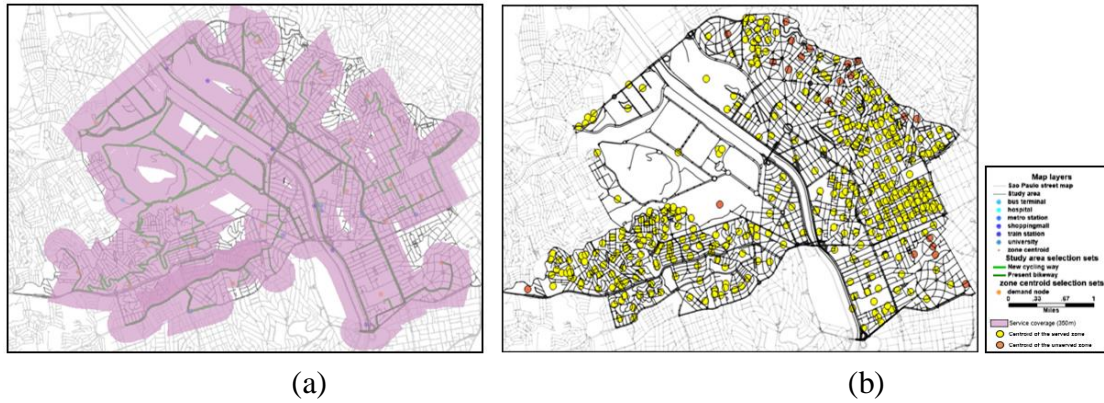 Map layers
Sao Paulo street map
Study area
bus terminal
hospital
metro station
shoppingmall
train station
university
zone centroid
Study area selection sets
New cycling way
Present bikeway
zone centroid selection sets
demand node
0 .33 .67 1
Miles
Service coverage (350m)
Centroid of the served zone
Centroid of the unserved zone
(a) (b)